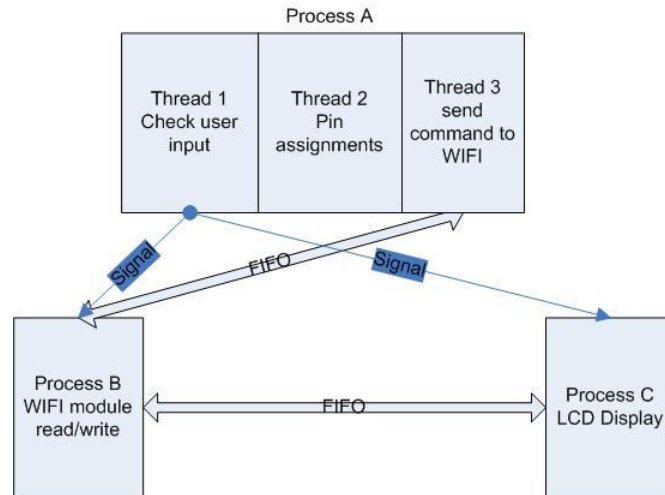 Process A
Thread 1
Check user
input
Thread 2
Pin
assignments
Thread 3
send
command to
WIFI
Signal
FIFO
Signal
Process B
WIFI module
read/write
FIFO
Process C
LCD Display